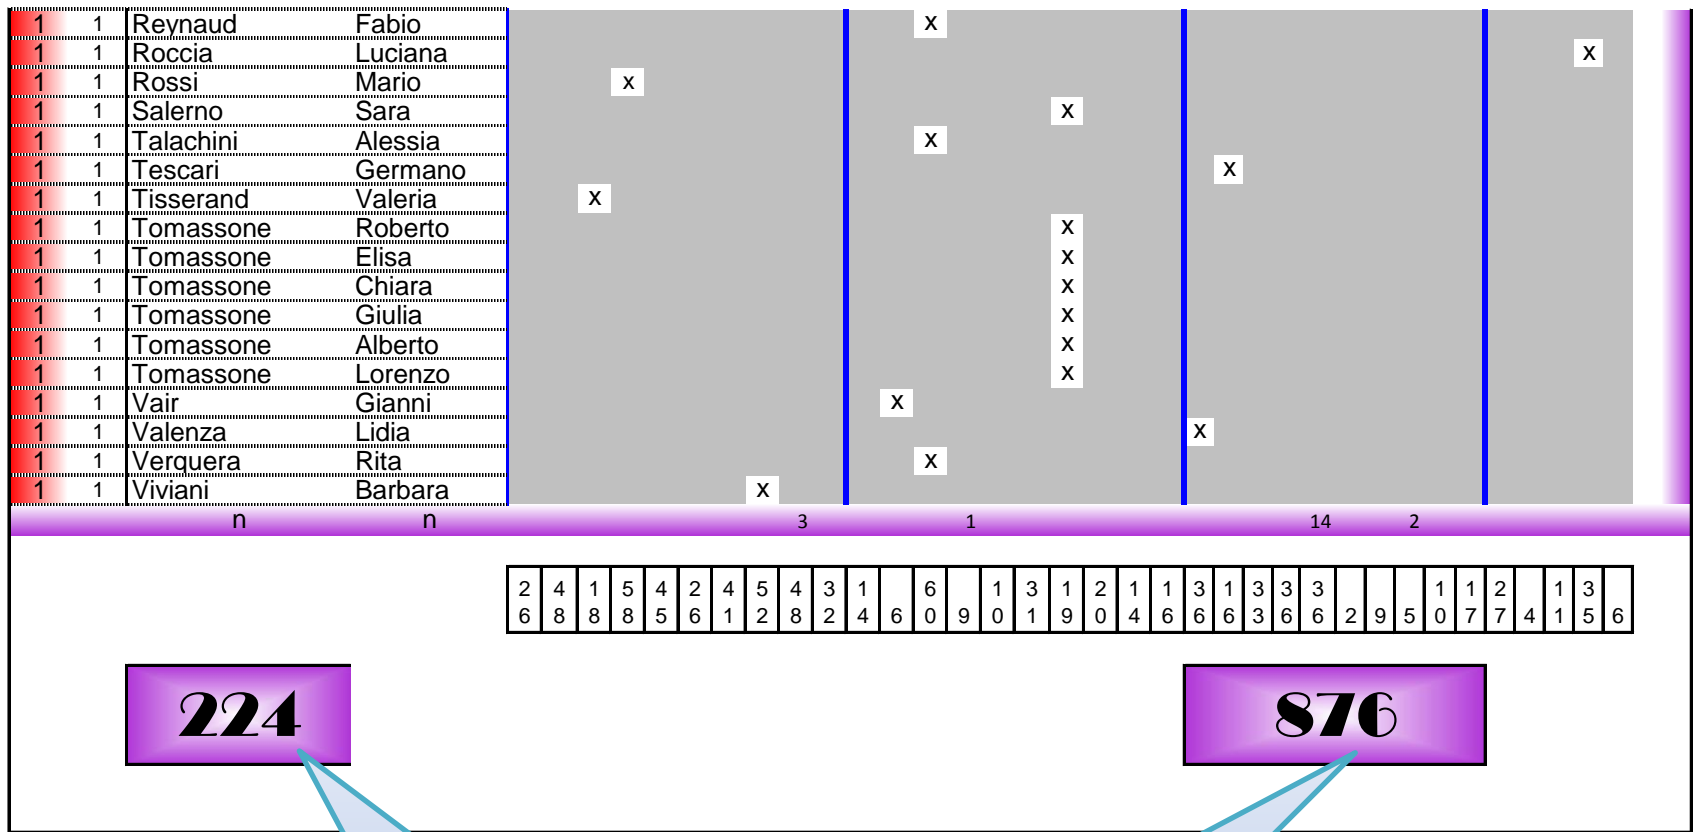 1 1 Reynaud Fabio x
1 1 Roccia Luciana x
1 1 Rossi Mario x
1 1 Salerno Sara x
1 1 Talachini Alessia x
1 1 Tescari Germano x
1 1 Tisserand Valeria x
1 1 Tomassone Roberto x
1 1 Tomassone Elisa x
1 1 Tomassone Chiara x
1 1 Tomassone Giulia x
1 1 Tomassone Alberto x
1 1 Tomassone Lorenzo x
1 1 Vair Gianni x
1 1 Valenza Lidia x
1 1 Verquera Rita x
1 1 Viviani Barbara x
n n 3 1 14 2
26 48 18 58 45 26 41 52 48 32 14 6 60 9 10 31 19 20 14 16 36 16 33 36 36 2 9 5 10 17 27 4 11 35 6
224 876